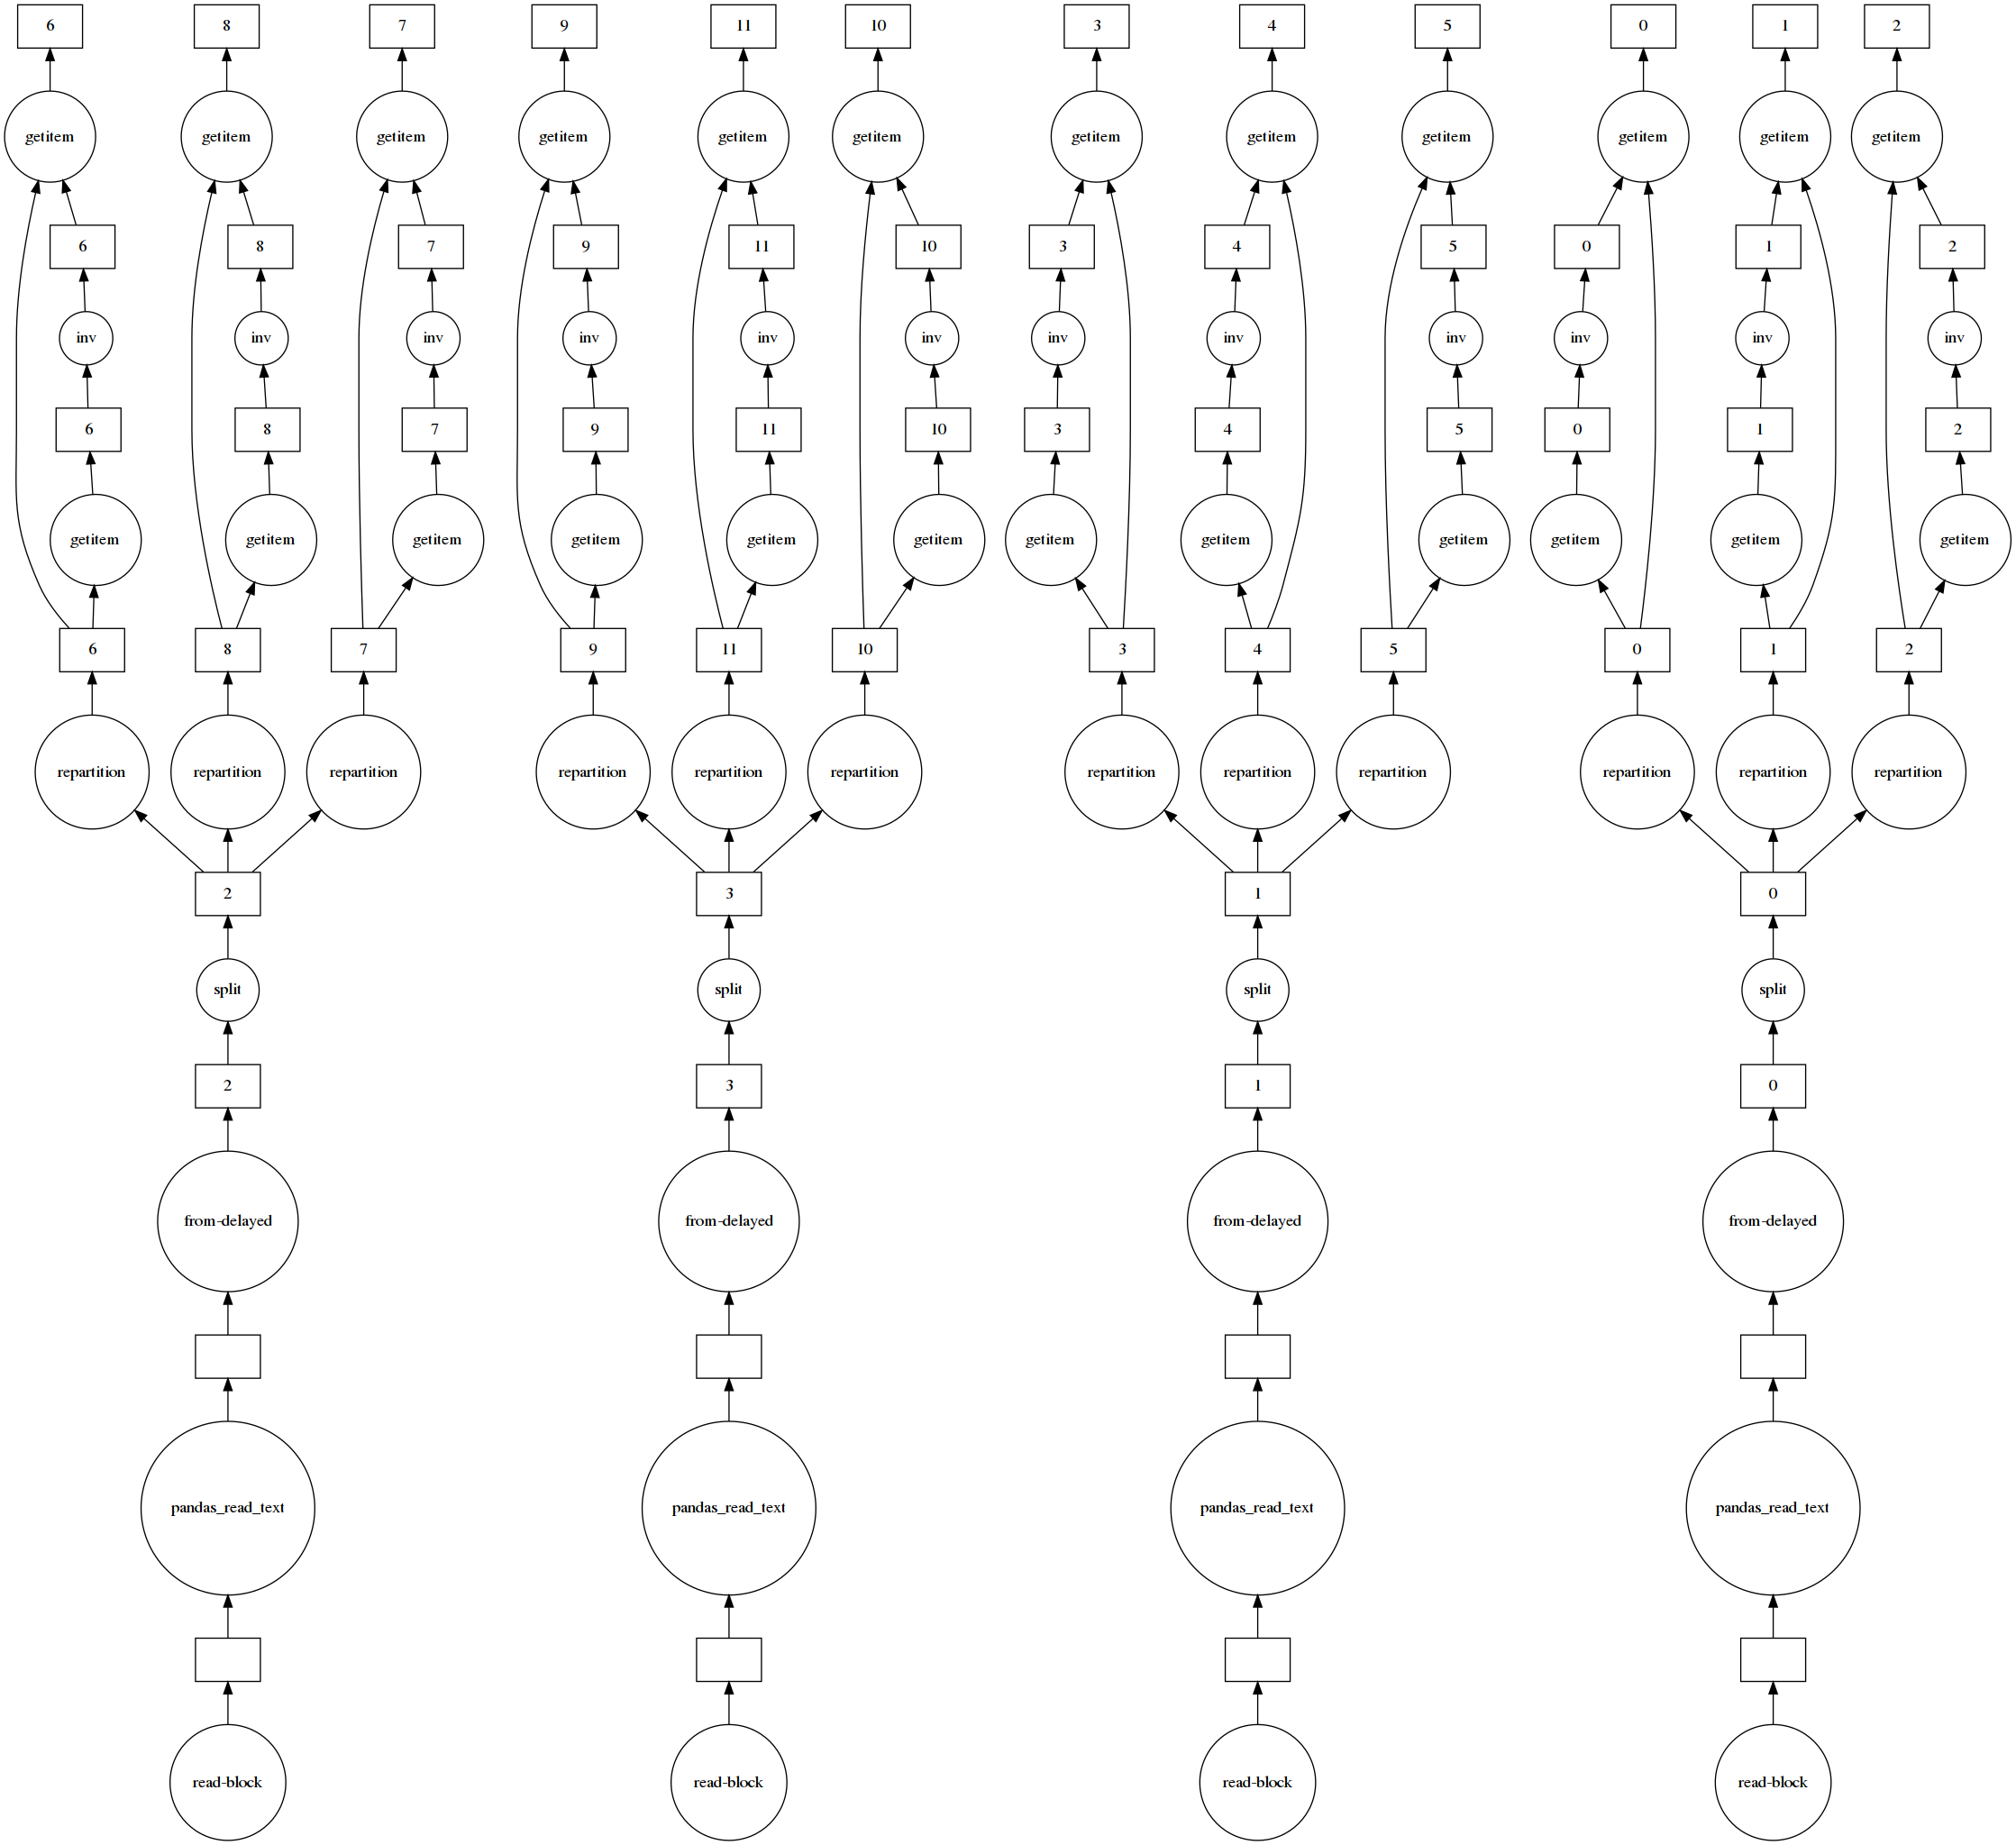 6 8 7 9 11 10 3 4 5 0 1 2
getitem getitem getitem getitem getitem getitem getitem getitem getitem getitem getitem getitem
6 8 7 9 11 10 3 4 5 0 1 2
inv inv inv inv inv inv inv inv inv inv inv inv
6 8 7 9 11 10 3 4 5 0 1 2
getitem getitem getitem getitem getitem getitem getitem getitem getitem getitem getitem getitem
6 8 7 9 11 10 3 4 5 0 1 2
repartition repartition repartition repartition repartition repartition repartition repartition repartition repartition repartition repartition
2 3 1 0
split split split split
2 3 1 0
from-delayed from-delayed from-delayed from-delayed
pandas_read_text pandas_read_text pandas_read_text pandas_read_text
read-block read-block read-block read-block